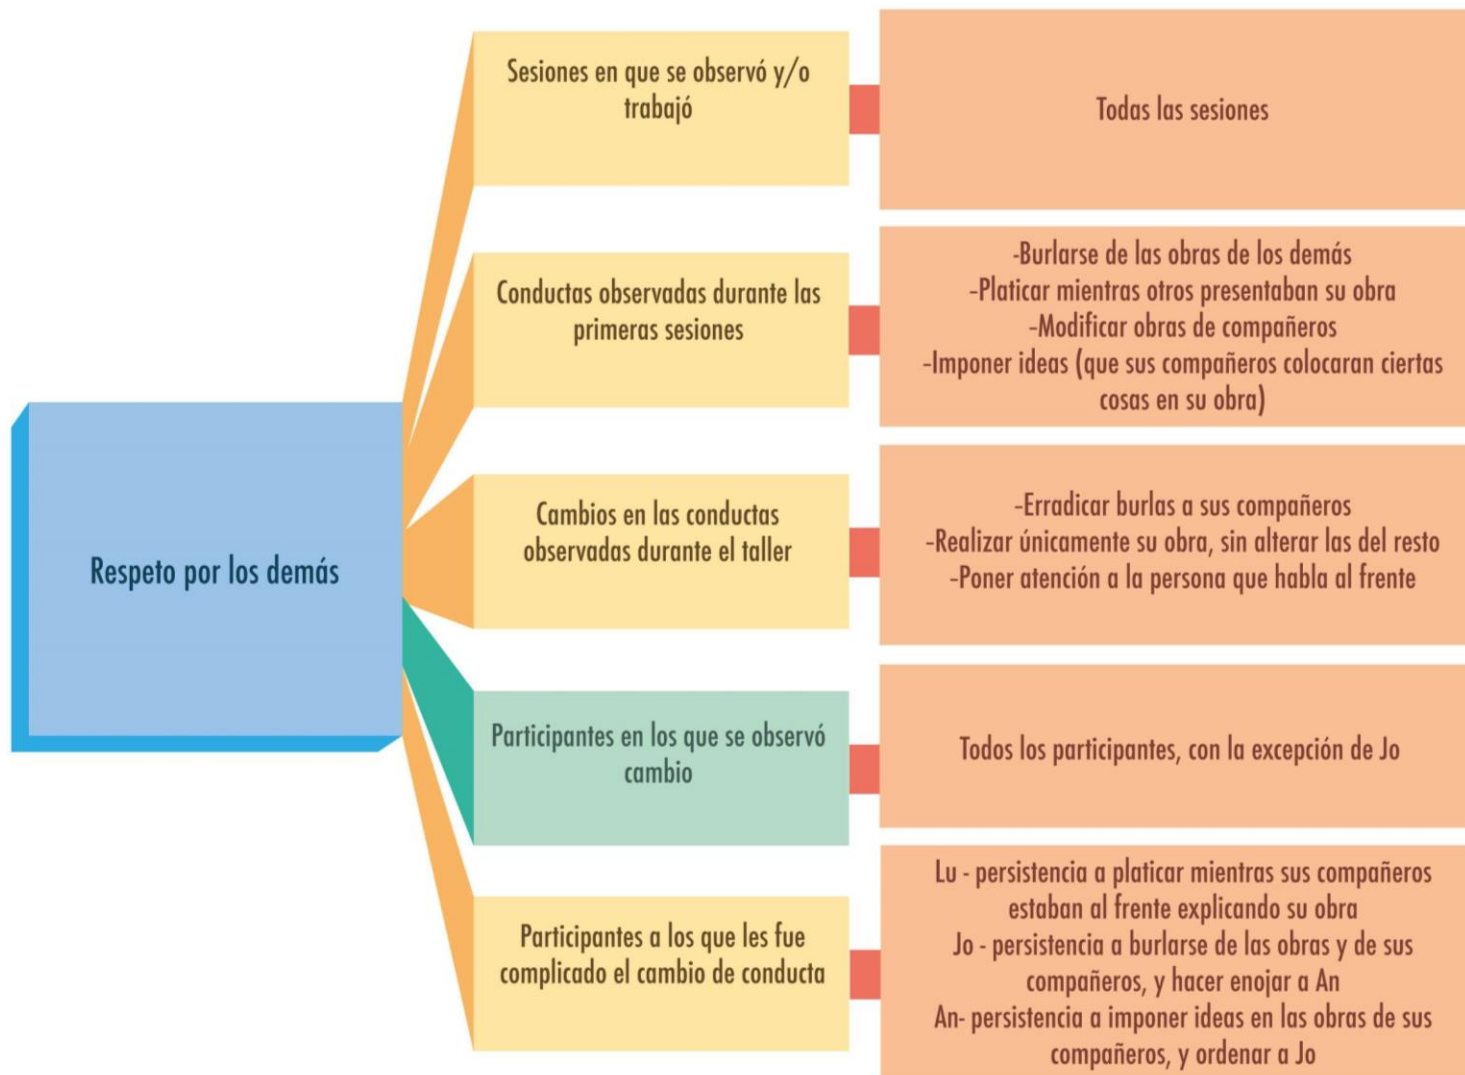 Respeto por los demás
Sesiones en que se observó y/o
trabajó
Todas las sesiones
Conductas observadas durante las
primeras sesiones
-Burlarse de las obras de los demás
-Platicar mientras otros presentaban su obra
-Modificar obras de compañeros
-Imponer ideas (que sus compañeros colocaran ciertas
cosas en su obra)
Cambios en las conductas
observadas durante el taller
-Erradicar burlas a sus compañeros
-Realizar únicamente su obra, sin alterar las del resto
-Poner atención a la persona que habla al frente
Participantes en los que se observó
cambio
Todos los participantes, con la excepción de Jo
Participantes a los que les fue
complicado el cambio de conducta
Lu - persistencia a platicar mientras sus compañeros
estaban al frente explicando su obra
Jo - persistencia a burlarse de las obras y de sus
compañeros, y hacer enojar a An
An- persistencia a imponer ideas en las obras de sus
compañeros, y ordenar a Jo